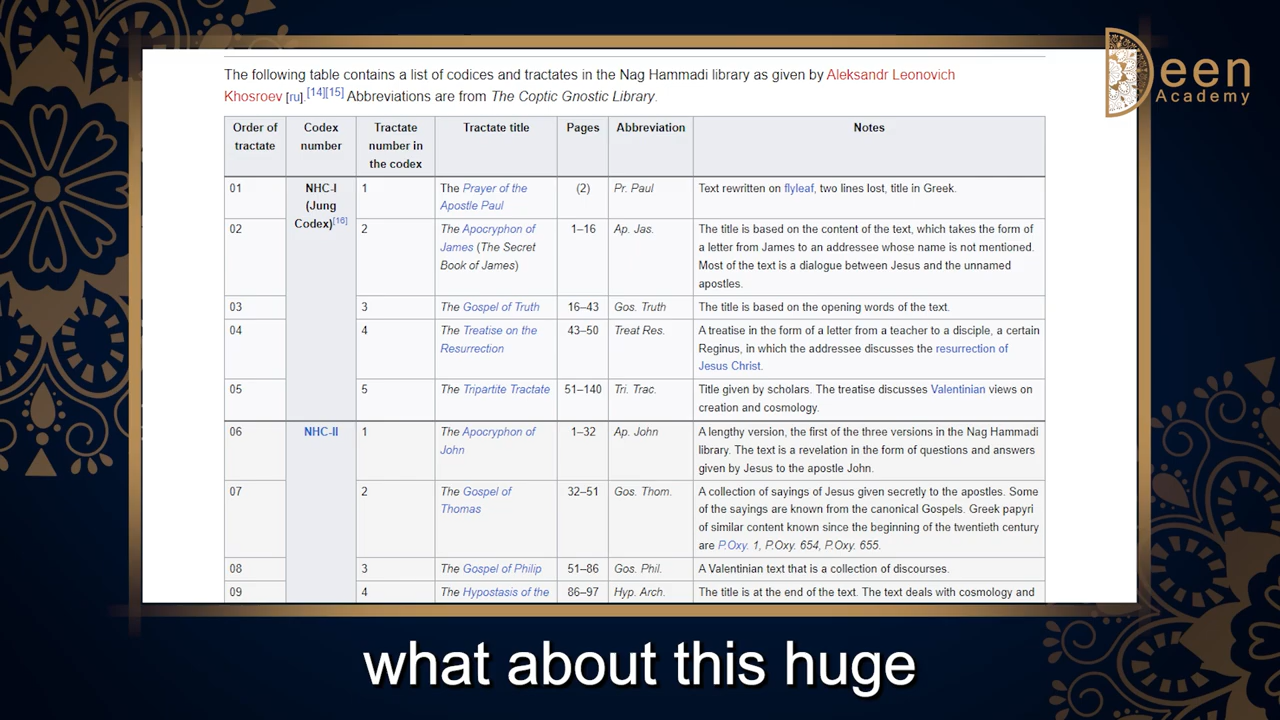 Deen
Academy
The following table contains a list of codices and tractates in the Nag Hammadi library as given by Aleksandr Leonovich
Khosroev [ru].[14][15] Abbreviations are from The Coptic Gnostic Library.
Order of tractate Codex number Tractate number in the codex Tractate title Pages Abbreviation Notes
01 NHC-I (Jung Codex)[16] 1 The Prayer of the Apostle Paul (2) Pr. Paul Text rewritten on flyleaf, two lines lost, title in Greek.
02 2 The Apocryphon of James (The Secret Book of James) 1–16 Ap. Jas. The title is based on the content of the text, which takes the form of a letter from James to an addressee whose name is not mentioned. Most of the text is a dialogue between Jesus and the unnamed apostles.
03 3 The Gospel of Truth 16–43 Gos. Truth The title is based on the opening words of the text.
04 4 The Treatise on the Resurrection 43–50 Treat Res. A treatise in the form of a letter from a teacher to a disciple, a certain Reginus, in which the addressee discusses the resurrection of Jesus Christ.
05 5 The Tripartite Tractate 51–140 Tri. Trac. Title given by scholars. The treatise discusses Valentinian views on creation and cosmology.
06 NHC-II 1 The Apocryphon of John 1–32 Ap. John A lengthy version, the first of the three versions in the Nag Hammadi library. The text is a revelation in the form of questions and answers given by Jesus to the apostle John.
07 2 The Gospel of Thomas 32–51 Gos. Thom. A collection of sayings of Jesus given secretly to the apostles. Some of the sayings are known from the canonical Gospels. Greek papyri of similar content known since the beginning of the twentieth century are P.Oxy. 1, P.Oxy. 654, P.Oxy. 655.
08 3 The Gospel of Philip 51–86 Gos. Phil. A Valentinian text that is a collection of discourses.
09 4 The Hypostasis of the 86–97 Hyp. Arch. The title is at the end of the text. The text deals with cosmology and
what about this huge